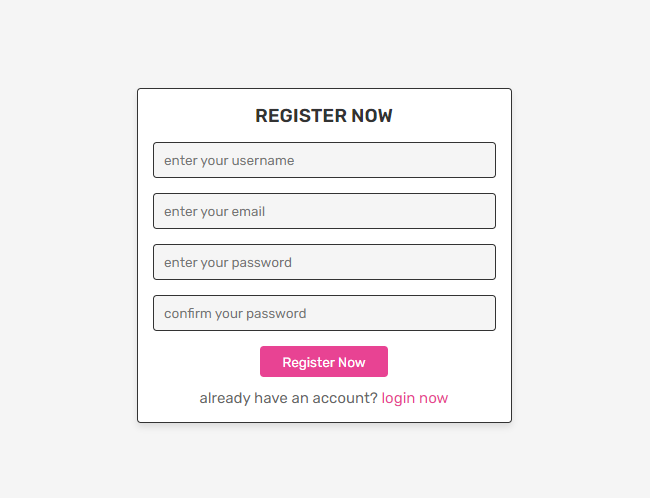 REGISTER NOW
enter your username
enter your email
enter your password
confirm your password
Register Now
already have an account? login now